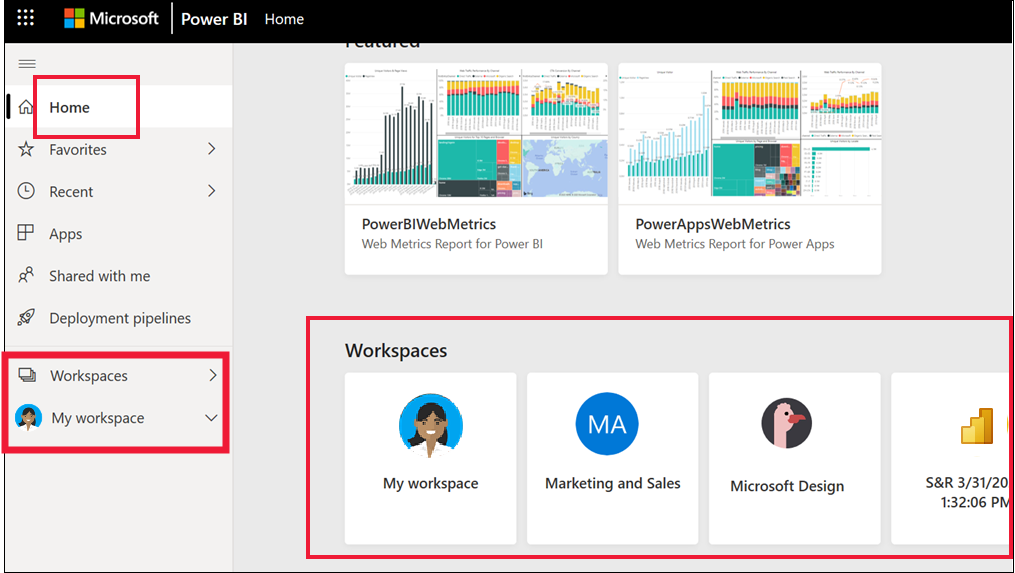 Microsoft Power BI Home
Featured
Home
Favorites
Recent
Apps
Shared with me
Deployment pipelines
Workspaces
My workspace
PowerBIWebMetrics
Web Metrics Report for Power BI
PowerAppsWebMetrics
Web Metrics Report for Power Apps
Workspaces
My workspace
MA
Marketing and Sales
Microsoft Design
S&R 3/31/20
1:32:06 PM